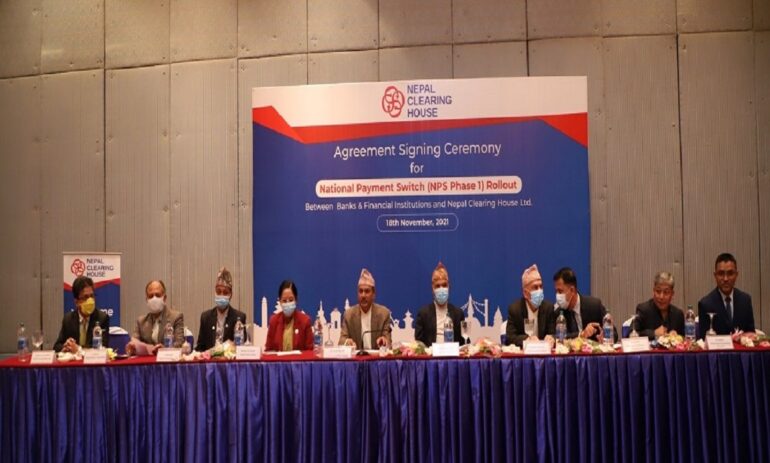 NEPAL
CLEARING
HOUSE
Agreement Signing Ceremony
for
National Payment Switch (NPS Phase 1) Rollout
Between Banks & Financial Institutions and Nepal Clearing House Ltd.
18th November, 2021
NEPAL
CLEARING
HOUSE